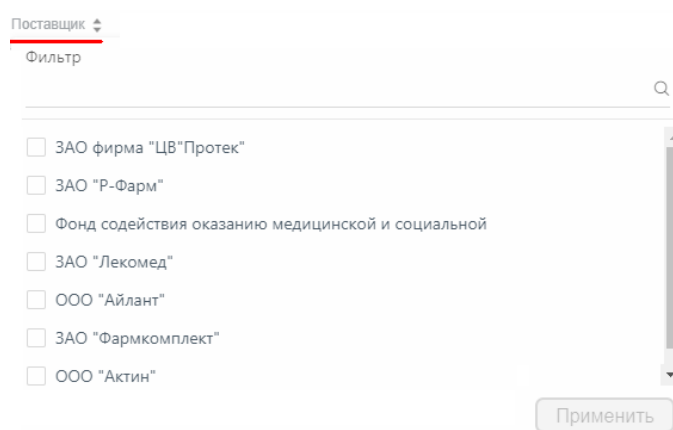 Поставщик
Фильтр
ЗАО фирма "ЦВ"Протек"
ЗАО "Р-Фарм"
Фонд содействия оказанию медицинской и социальной
ЗАО "Лекомед"
ООО "Айлант"
ЗАО "Фармкомплект"
ООО "Актин"
Применить